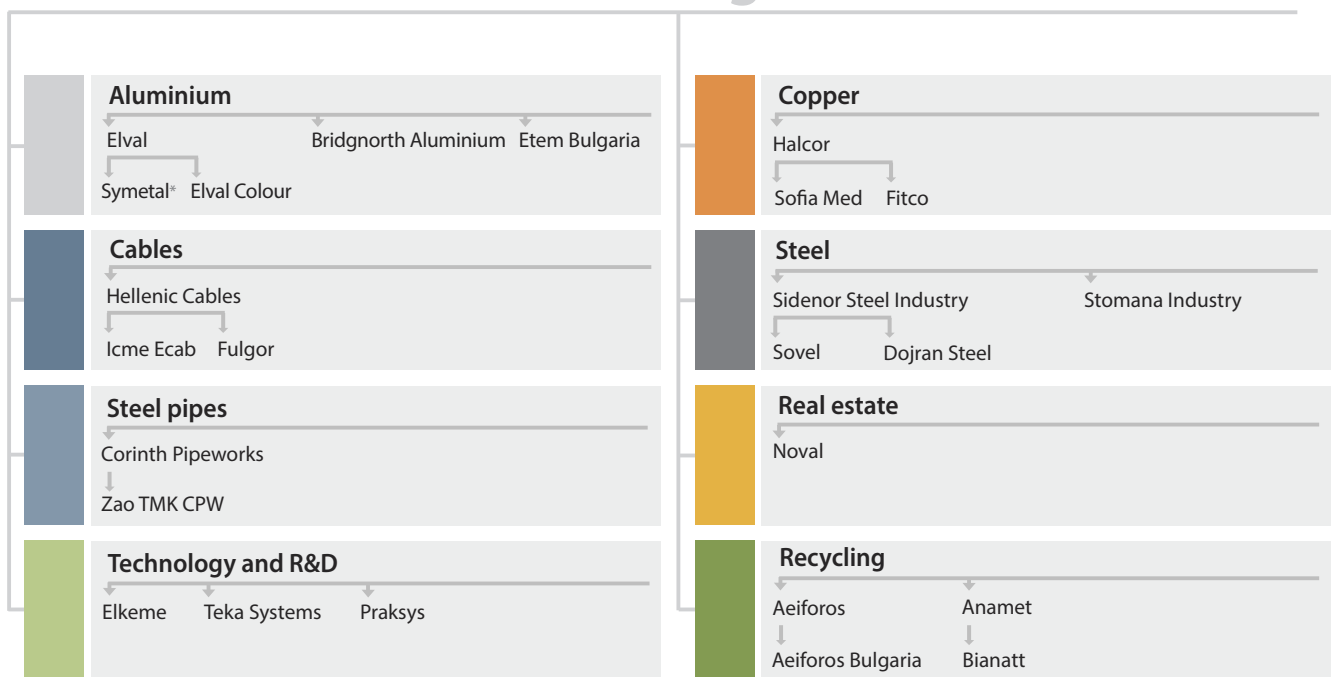 Aluminium
Elval Bridgnorth Aluminium Etem Bulgaria
Symetal* Elval Colour
Cables
Hellenic Cables
Icme Ecab Fulgor
Steel pipes
Corinth Pipeworks
Zao TMK CPW
Technology and R&D
Elkeme Teka Systems Praksys
Copper
Halcor
Sofia Med Fitco
Steel
Sidenor Steel Industry Stomana Industry
Sovel Dojran Steel
Real estate
Noval
Recycling
Aeiforos Anamet
Aeiforos Bulgaria Bianatt